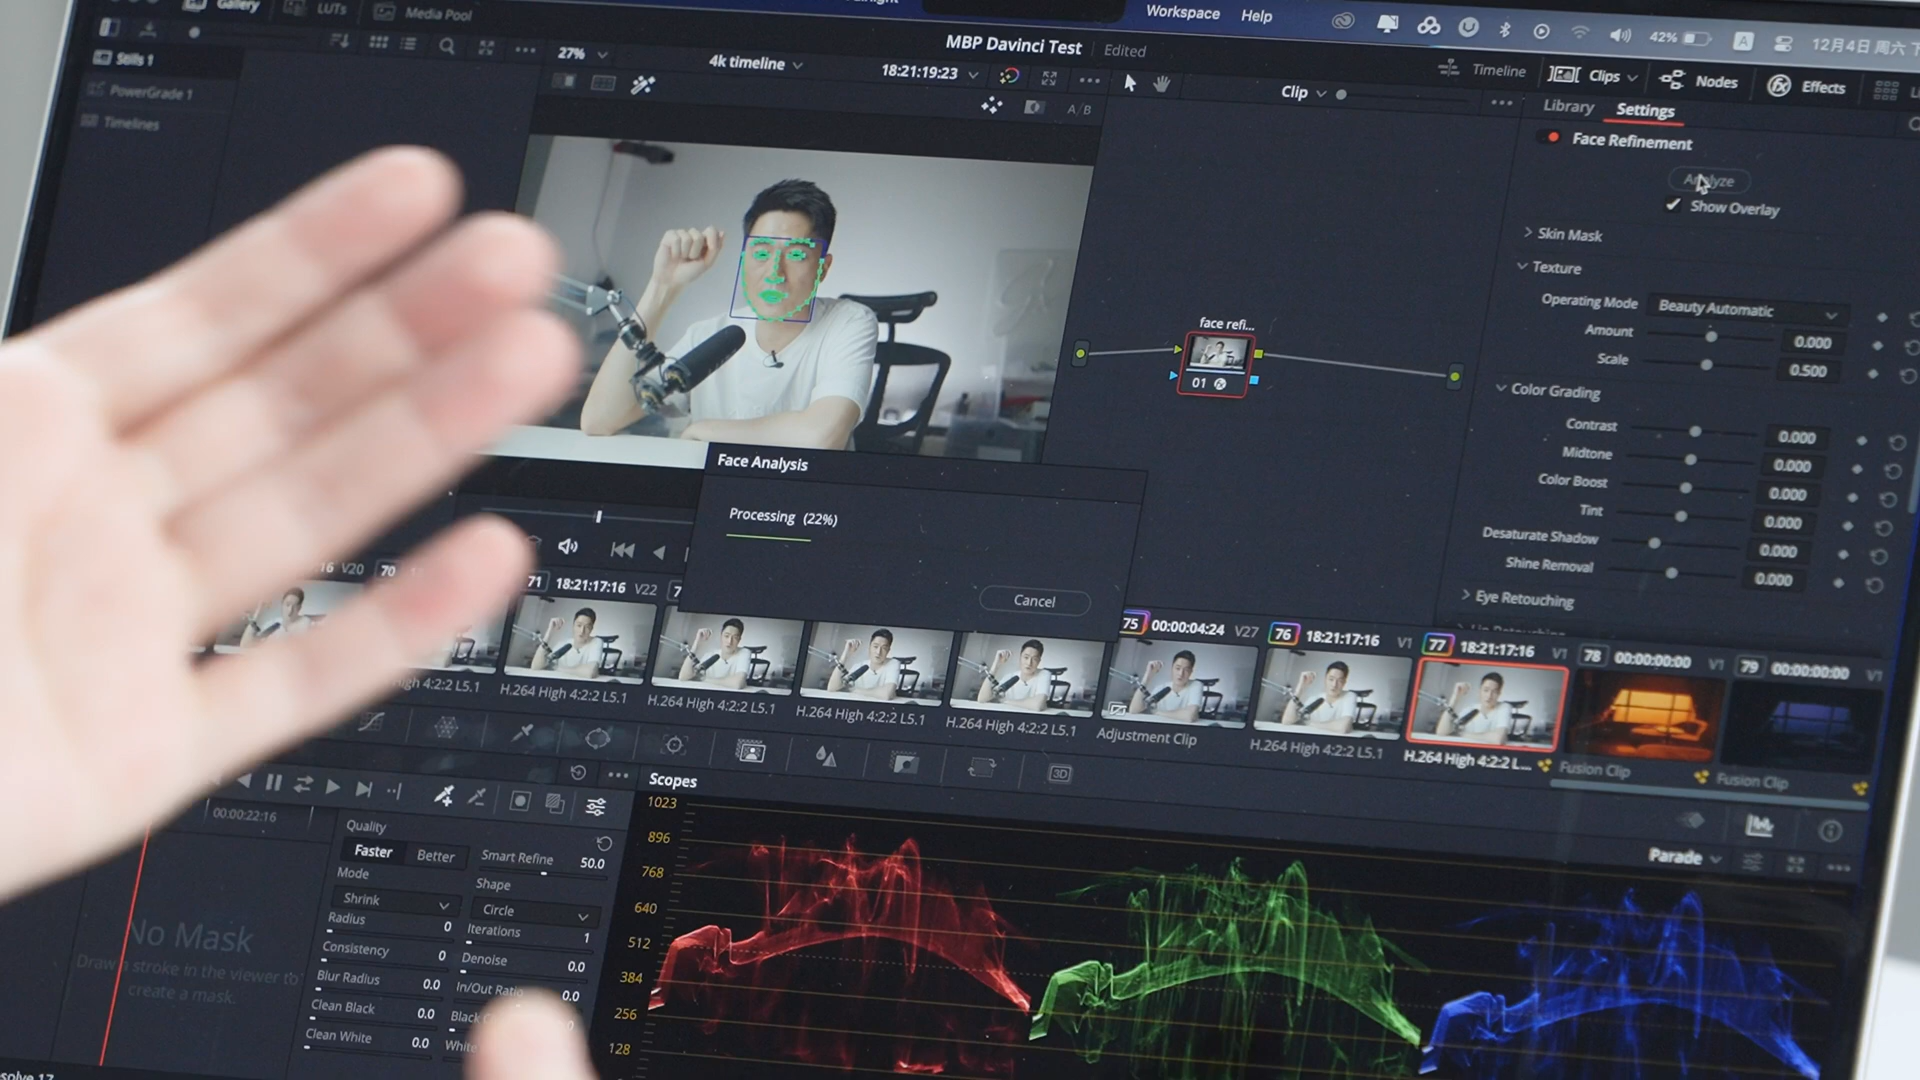 Gallery
LUTs
Media Pool
Workspace
Help
42%
A
12月4日 周六 下
MBP Davinci Test
Edited
Stills 1
PowerGrade 1
Timelines
27%
4k timeline
18:21:19:23
A/B
Clip
Timeline
Clips
Nodes
Effects
Library
Settings
Face Refinement
Analyze
Show Overlay
Skin Mask
Texture
Operating Mode
Beauty Automatic
Amount
0.000
Scale
0.500
Color Grading
Contrast
0.000
Midtone
0.000
Color Boost
0.000
Tint
0.000
Desaturate Shadow
0.000
Shine Removal
0.000
Eye Retouching
face refi...
01
Face Analysis
Processing (22%)
Cancel
16 V20
70
71 18:21:17:16 V22
75 00:00:04:24 V27
76 18:21:17:16 V1
77 18:21:17:16 V1
78 00:00:00:00 V1
79 00:00:00:00 V1
gh 4:2:2 L5.1
H.264 High 4:2:2 L5.1
H.264 High 4:2:2 L5.1
H.264 High 4:2:2 L5.1
H.264 High 4:2:2 L5.1
Adjustment Clip
H.264 High 4:2:2 L5.1
H.264 High 4:2:2 L...
Fusion Clip
Fusion Clip
3D
00:00:22:16
No Mask
Draw a stroke in the viewer to
create a mask.
Quality
Faster
Better
Smart Refine
50.0
Mode
Shape
Shrink
Circle
Radius
0
Iterations
1
Consistency
0
Denoise
0.0
Blur Radius
0.0
In/Out Ratio
0.0
Clean Black
0.0
Black
Clean White
0.0
White
Scopes
Parade
1023
896
768
640
512
384
256
128
solve 17